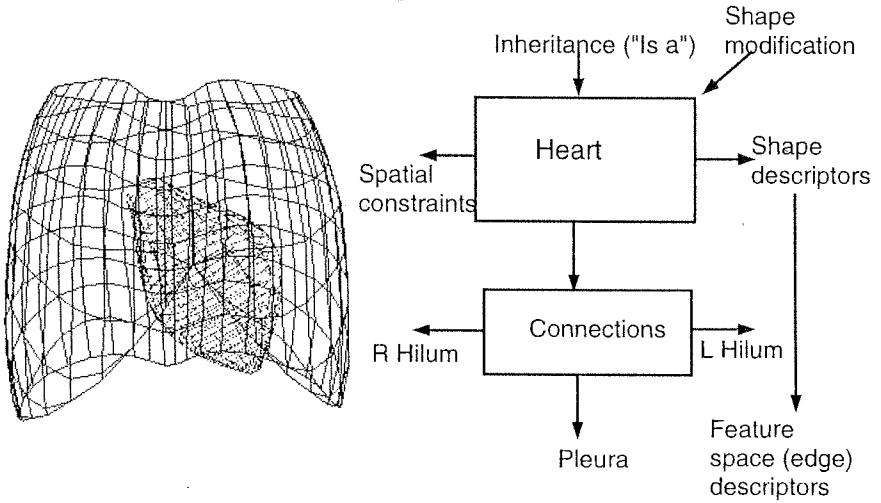 Shape
modification
Inheritance ("Is a")
Heart
Spatial
constraints
Shape
descriptors
Connections
R Hilum
L Hilum
Pleura
Feature
space (edge)
descriptors